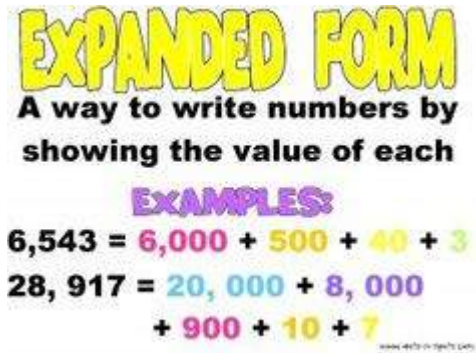 EXPANDED FORM
A way to write numbers by
showing the value of each
EXAMPLES:
6,543 = 6,000 + 500 + 40 + 3
28, 917 = 20, 000 + 8, 000
+ 900 + 10 + 7